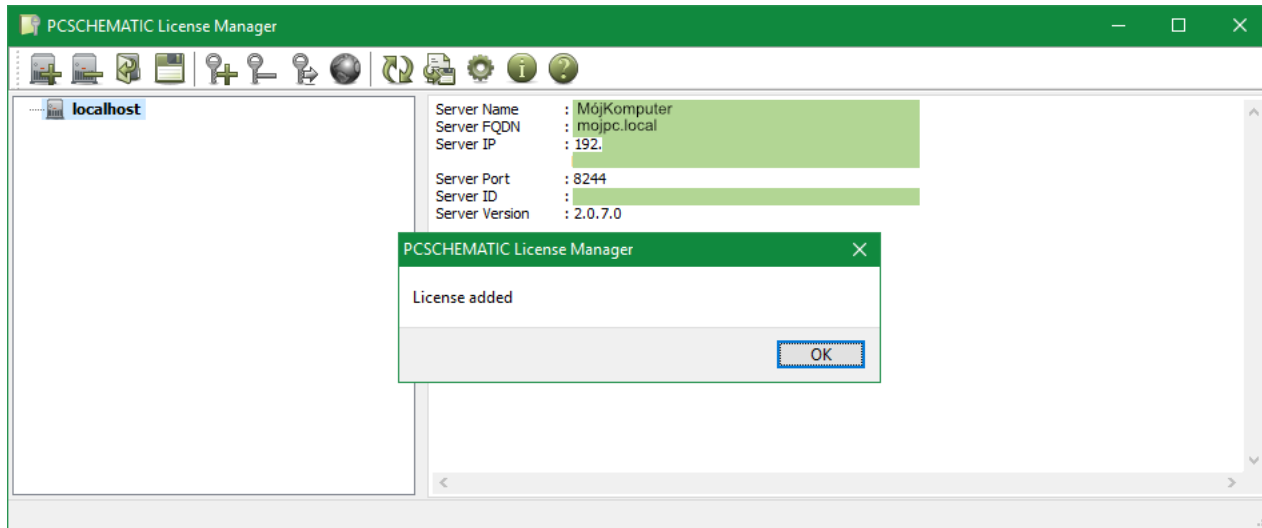 PCSCHEMATIC License Manager
localhost
Server Name : MójKomputer
Server FQDN : mojpc.local
Server IP : 192.
Server Port : 8244
Server ID :
Server Version : 2.0.7.0
PCSCHEMATIC License Manager
License added
OK